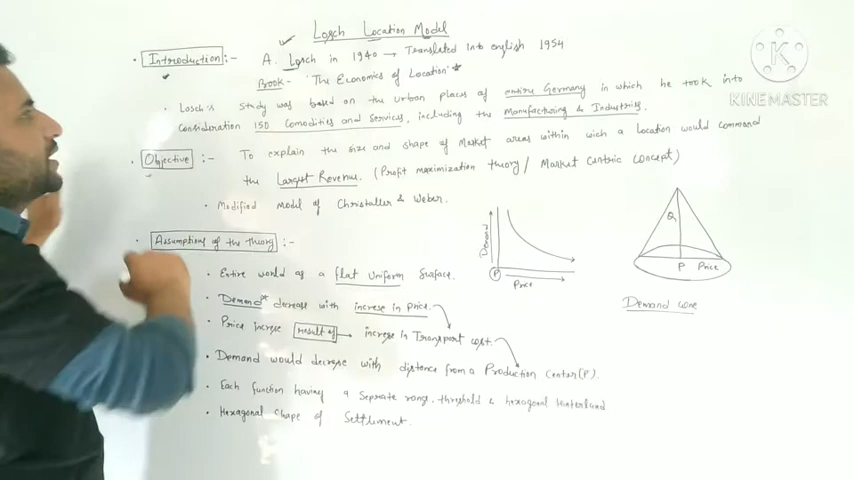 Losch Location Model
Introduction :- A. Losch in 1940 → Translated into english 1954
Book - 'The Economics of Location'
Losch's study was based on the urban places of entire Germany in which he took into
consideration 150 Comodities and Services, including the Manufacturing & Industries.
Objective :- To explain the size and shape of Market areas within wich a location would command
the Largest Revenue. (Profit maximization theory / Market centric concept)
Modified model of Christaller & Weber.
Assumptions of the theory :-
Entire world as a flat Uniform Surface.
Demand* decrease with increse in price.
Price increse result of → increse in Transport cost.
Demand would decrese with distance from a Production Center (P).
Each function having a seperate range, threshold & hexagonal Hinterland
Hexagonal Shape of Settlement.
Demand
P
Price
Q
P Price
Demand cone
K
KINEMASTER